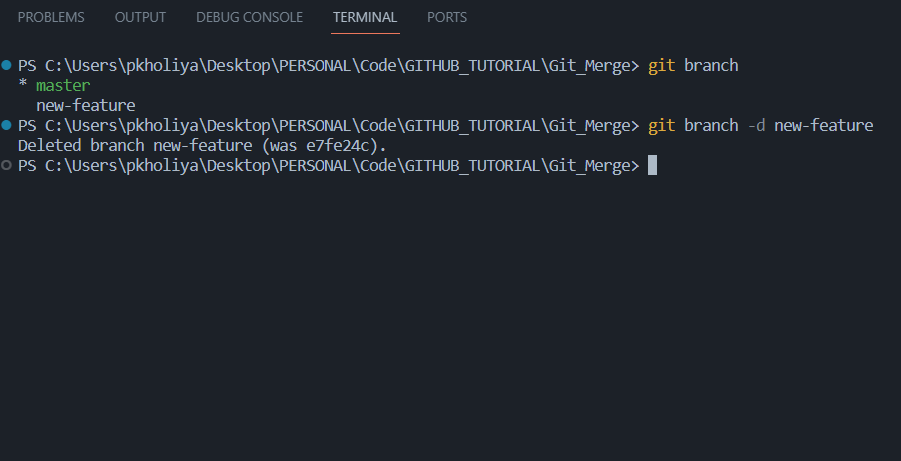 PROBLEMS OUTPUT DEBUG CONSOLE TERMINAL PORTS
PS C:\Users\pkholiya\Desktop\PERSONAL\Code\GITHUB_TUTORIAL\Git_Merge> git branch
* master
  new-feature
PS C:\Users\pkholiya\Desktop\PERSONAL\Code\GITHUB_TUTORIAL\Git_Merge> git branch -d new-feature
Deleted branch new-feature (was e7fe24c).
PS C:\Users\pkholiya\Desktop\PERSONAL\Code\GITHUB_TUTORIAL\Git_Merge>